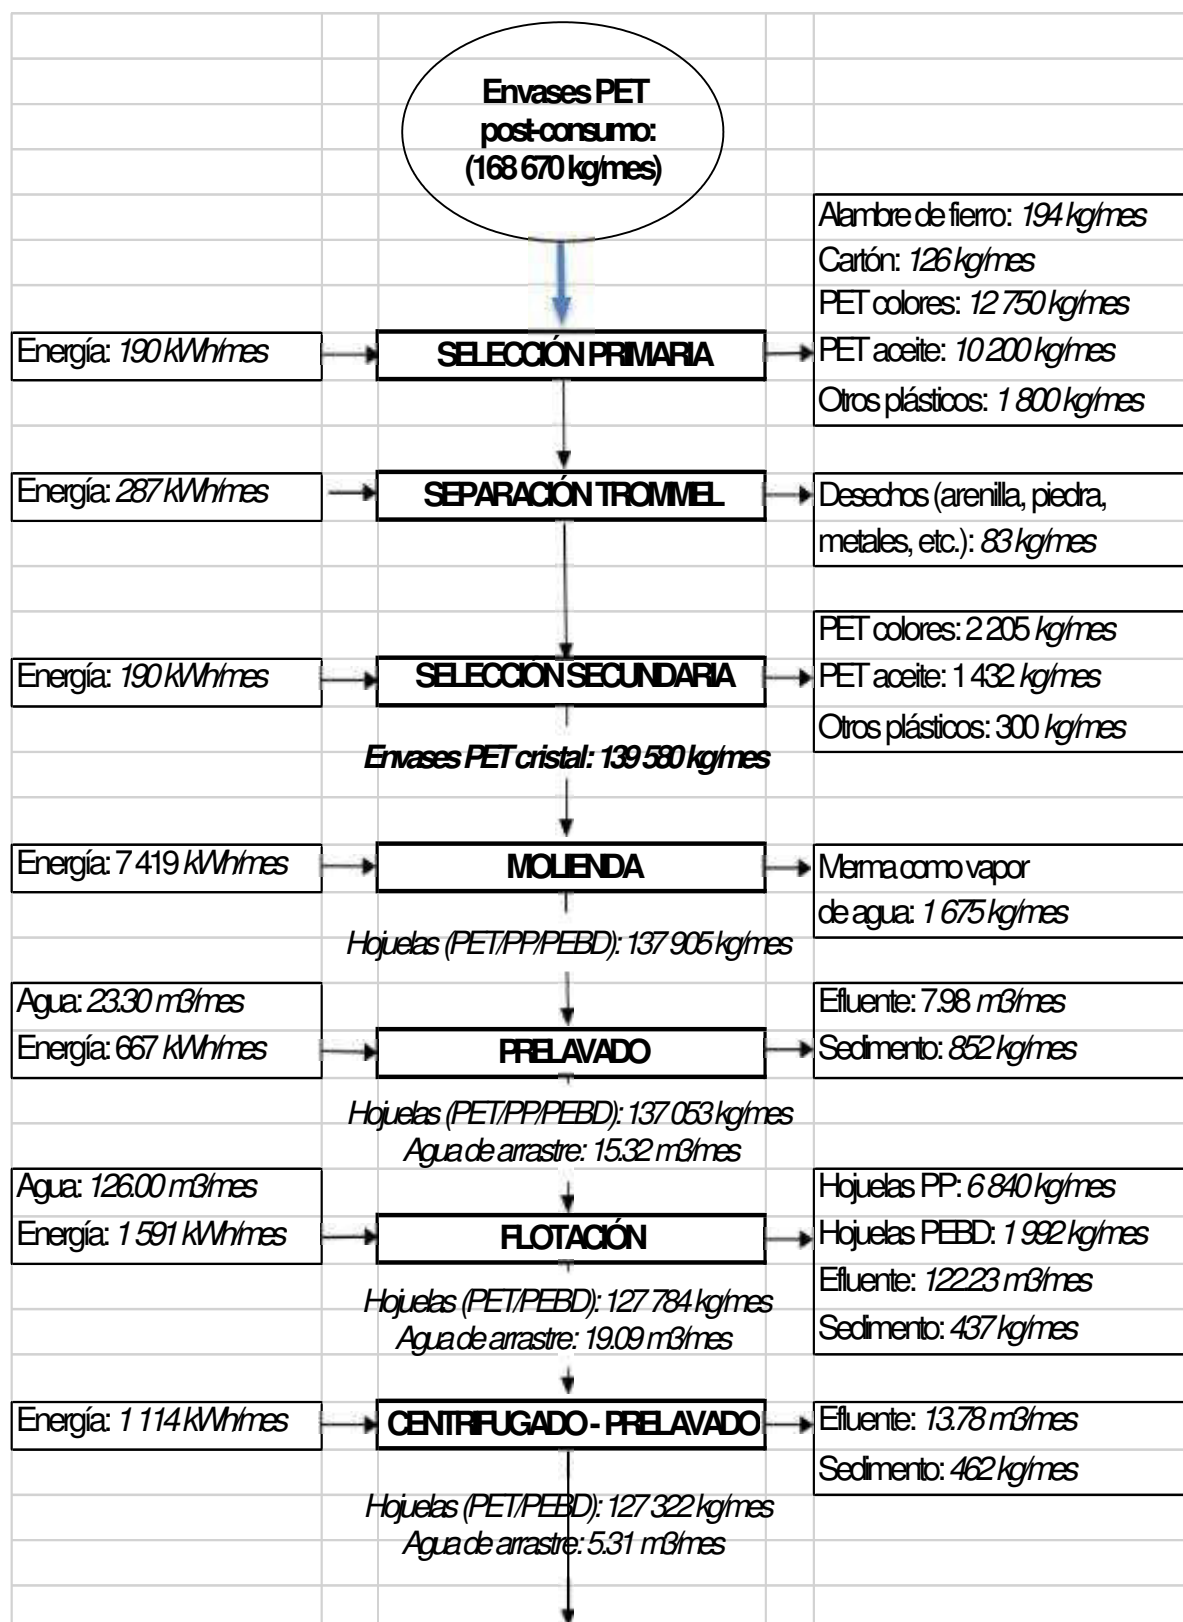 Envases PET
post-consumo:
(168 670 kg/mes)
Alambre de fierro: 194 kg/mes
Cartón: 126 kg/mes
PET colores: 12 750 kg/mes
Energía: 190 kWh/mes
SELECCIÓN PRIMARIA
PET aceite: 10 200 kg/mes
Otros plásticos: 1 800 kg/mes
Energía: 287 kWh/mes
SEPARACIÓN TROMMEL
Desechos (arenilla, piedra,
metales, etc.): 83 kg/mes
PET colores: 2 205 kg/mes
Energía: 190 kWh/mes
SELECCIÓN SECUNDARIA
PET aceite: 1 432 kg/mes
Otros plásticos: 300 kg/mes
Envases PET cristal: 139 580 kg/mes
Energía: 7 419 kWh/mes
MOLIENDA
Merma como vapor
de agua: 1 675 kg/mes
Hojuelas (PET/PP/PEBD): 137 905 kg/mes
Agua: 23.30 m3/mes
Efluente: 7.98 m3/mes
Energía: 667 kWh/mes
PRELAVADO
Sedimento: 852 kg/mes
Hojuelas (PET/PP/PEBD): 137 053 kg/mes
Agua de arrastre: 15.32 m3/mes
Agua: 126.00 m3/mes
Hojuelas PP: 6 840 kg/mes
Energía: 1 591 kWh/mes
FLOTACIÓN
Hojuelas PEBD: 1 992 kg/mes
Efluente: 122.23 m3/mes
Sedimento: 437 kg/mes
Hojuelas (PET/PEBD): 127 784 kg/mes
Agua de arrastre: 19.09 m3/mes
Energía: 1 114 kWh/mes
CENTRIFUGADO - PRELAVADO
Efluente: 13.78 m3/mes
Sedimento: 462 kg/mes
Hojuelas (PET/PEBD): 127 322 kg/mes
Agua de arrastre: 5.31 m3/mes